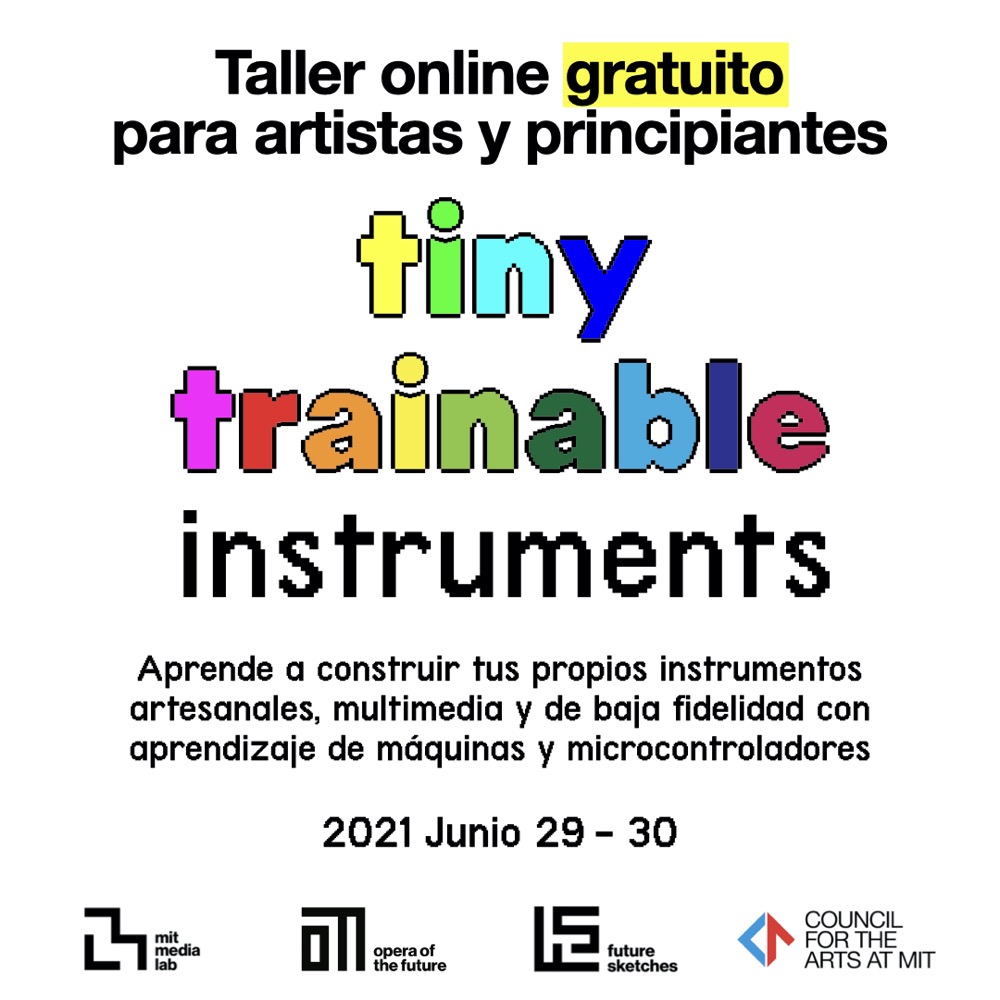 Taller online gratuito
para artistas y principiantes
tiny
trainable
instruments
Aprende a construir tus propios instrumentos
artesanales, multimedia y de baja fidelidad con
aprendizaje de máquinas y microcontroladores
2021 Junio 29 - 30
mit
media
lab
opera of
the future
future
sketches
COUNCIL
FOR THE
ARTS AT MIT